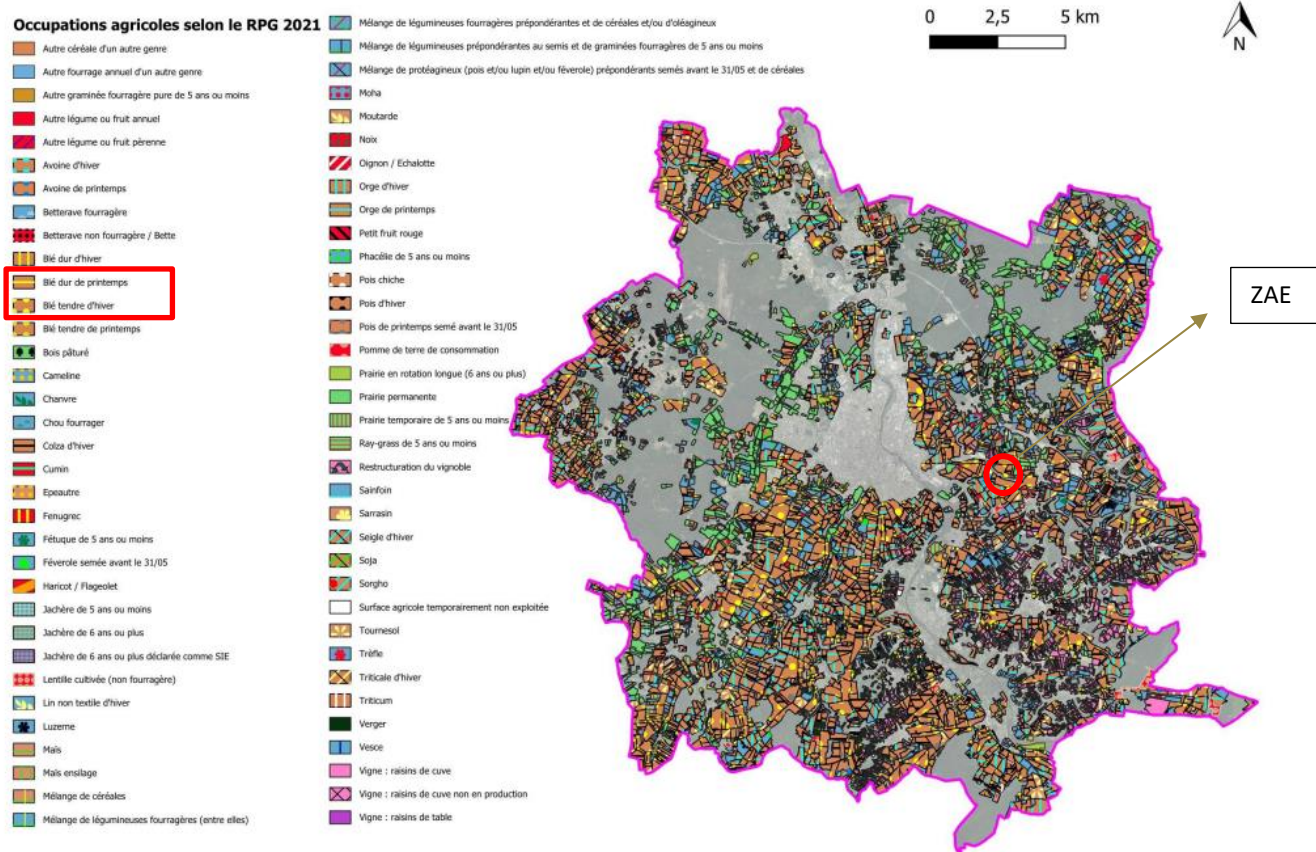 Occupations agricoles selon le RPG 2021
Autre céréale d'un autre genre
Autre fourrage annuel d'un autre genre
Autre graminée fourragère pure de 5 ans ou moins
Autre légume ou fruit annuel
Autre légume ou fruit pérenne
Avoine d'hiver
Avoine de printemps
Betterave fourragère
Betterave non fourragère / Bette
Blé dur d'hiver
Blé dur de printemps
Blé tendre d'hiver
Blé tendre de printemps
Bois pâturé
Cameline
Chanvre
Chou fourrager
Colza d'hiver
Cumin
Epeautre
Fenugrec
Fétuque de 5 ans ou moins
Féverole semée avant le 31/05
Haricot / Flageolet
Jachère de 5 ans ou moins
Jachère de 6 ans ou plus
Jachère de 6 ans ou plus déclarée comme SIE
Lentille cultivée (non fourragère)
Lin non textile d'hiver
Luzerne
Maïs
Maïs ensilage
Mélange de céréales
Mélange de légumineuses fourragères (entre elles)
Mélange de légumineuses fourragères prépondérantes et de céréales et/ou d'oléagineux
Mélange de légumineuses prépondérantes au semis et de graminées fourragères de 5 ans ou moins
Mélange de protéagineux (pois et/ou lupin et/ou féverole) prépondérants semés avant le 31/05 et de céréales
Moha
Moutarde
Noix
Oignon / Echalotte
Orge d'hiver
Orge de printemps
Petit fruit rouge
Phacélie de 5 ans ou moins
Pois chiche
Pois d'hiver
Pois de printemps semé avant le 31/05
Pomme de terre de consommation
Prairie en rotation longue (6 ans ou plus)
Prairie permanente
Prairie temporaire de 5 ans ou moins
Ray-grass de 5 ans ou moins
Restructuration du vignoble
Sainfoin
Sarrasin
Seigle d'hiver
Soja
Sorgho
Surface agricole temporairement non exploitée
Tournesol
Trèfle
Triticale d'hiver
Triticum
Verger
Vesce
Vigne : raisins de cuve
Vigne : raisins de cuve non en production
Vigne : raisins de table
0 2,5 5 km
N
ZAE